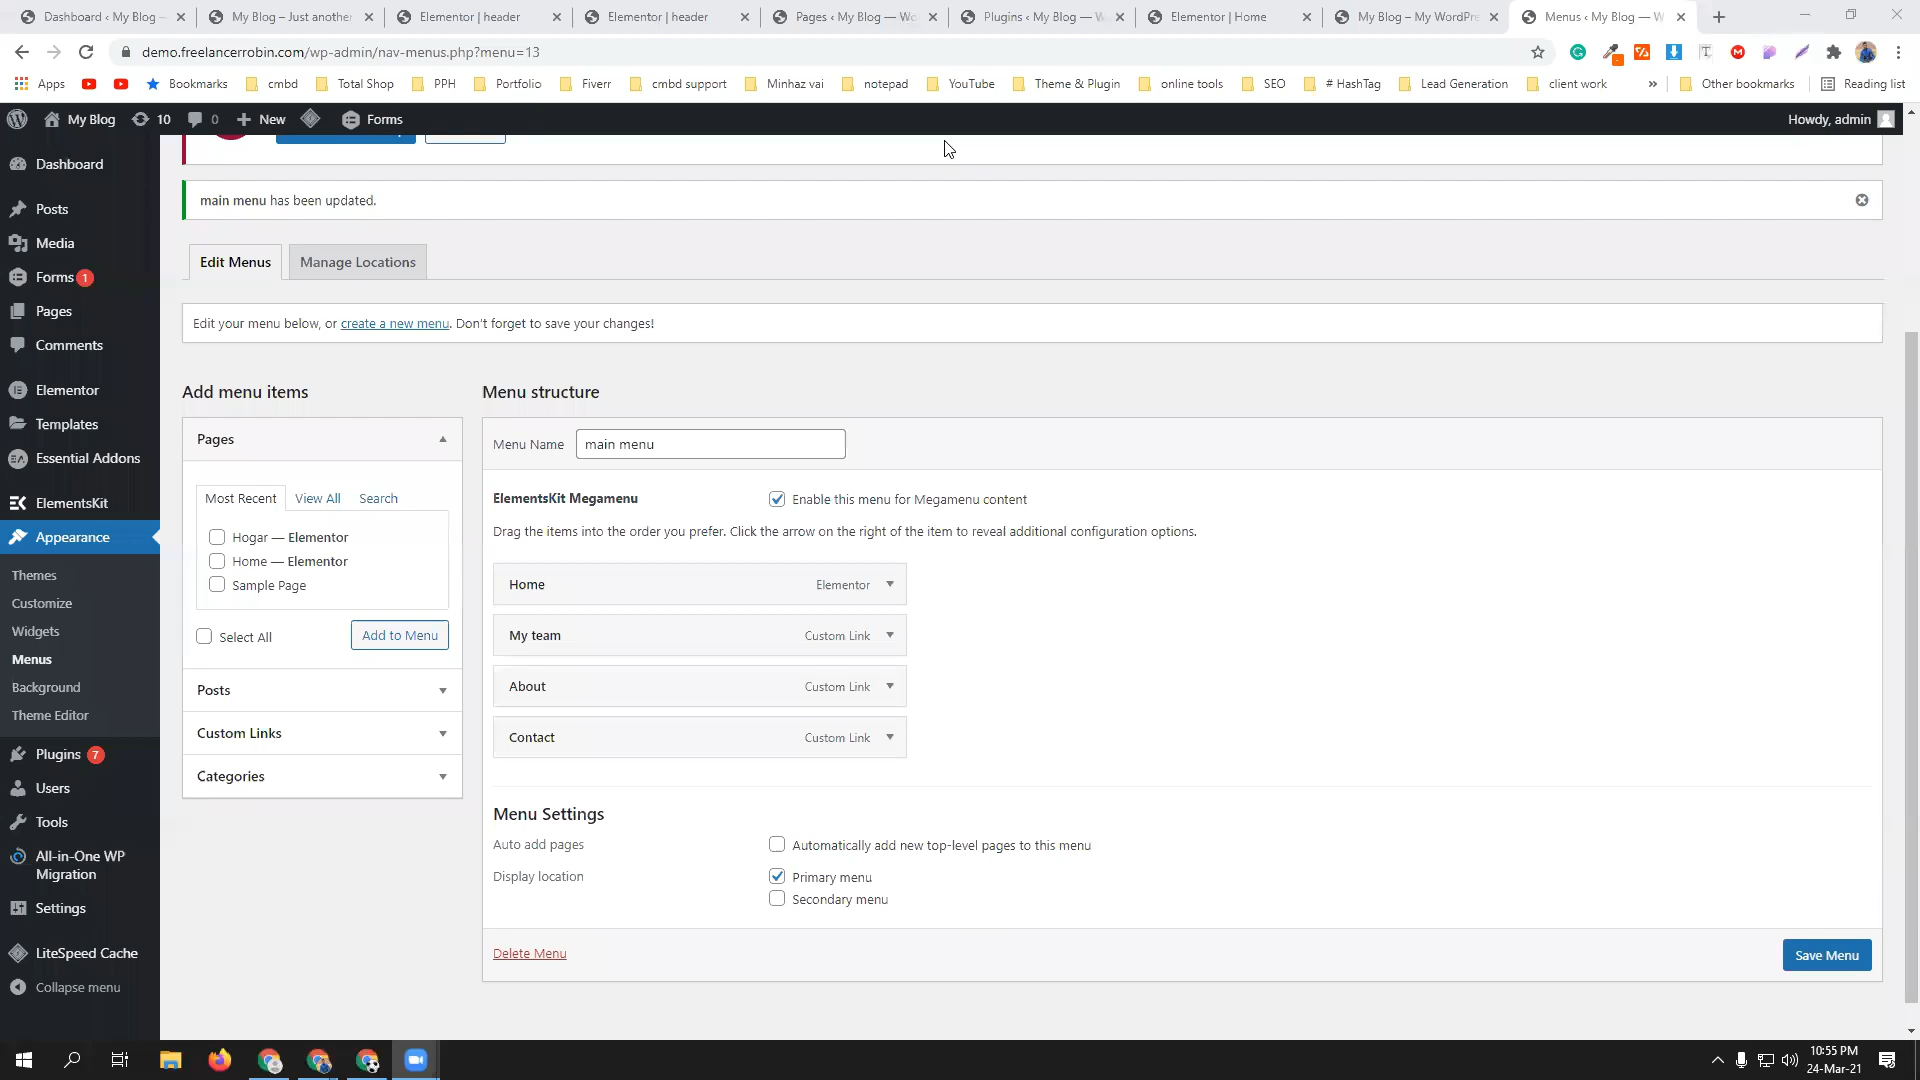 Dashboard ‹ My Blog –
My Blog – Just another
Elementor | header
Elementor | header
Pages ‹ My Blog — Wo
Plugins ‹ My Blog — W
Elementor | Home
My Blog – My WordPre
Menus ‹ My Blog — W
demo.freelancerrobin.com/wp-admin/nav-menus.php?menu=13
Apps
Bookmarks
cmbd
Total Shop
PPH
Portfolio
Fiverr
cmbd support
Minhaz vai
notepad
YouTube
Theme & Plugin
online tools
SEO
# HashTag
Lead Generation
client work
»
Other bookmarks
Reading list
My Blog
10
0
New
Forms
Howdy, admin
Dashboard
Posts
Media
Forms 1
Pages
Comments
Elementor
Templates
Essential Addons
ElementsKit
Appearance
Themes
Customize
Widgets
Menus
Background
Theme Editor
Plugins 7
Users
Tools
All-in-One WP
Migration
Settings
LiteSpeed Cache
Collapse menu
main menu has been updated.
Edit Menus
Manage Locations
Edit your menu below, or create a new menu. Don't forget to save your changes!
Add menu items
Pages
Most Recent
View All
Search
Hogar — Elementor
Home — Elementor
Sample Page
Select All
Add to Menu
Posts
Custom Links
Categories
Menu structure
Menu Name
main menu
ElementsKit Megamenu
Enable this menu for Megamenu content
Drag the items into the order you prefer. Click the arrow on the right of the item to reveal additional configuration options.
Home
Elementor
My team
Custom Link
About
Custom Link
Contact
Custom Link
Menu Settings
Auto add pages
Automatically add new top-level pages to this menu
Display location
Primary menu
Secondary menu
Delete Menu
Save Menu
10:55 PM
24-Mar-21